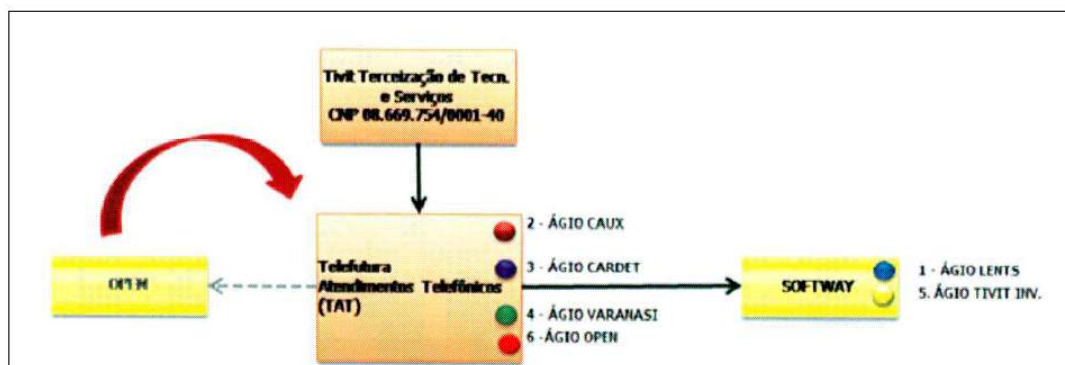 Tivit Terceização de Tecn.
e Serviços
CNP 08.669.754/0001-40
2 - ÁGIO CAUX
3 - ÁGIO CARDET
4 - ÁGIO VARANASI
6 - ÁGIO OPEN
Telefutura
Atendimentos Telefônicos
(TAT)
OPEN
SOFTWAY
1 - ÁGIO LENTS
5. ÁGIO TIVIT INV.